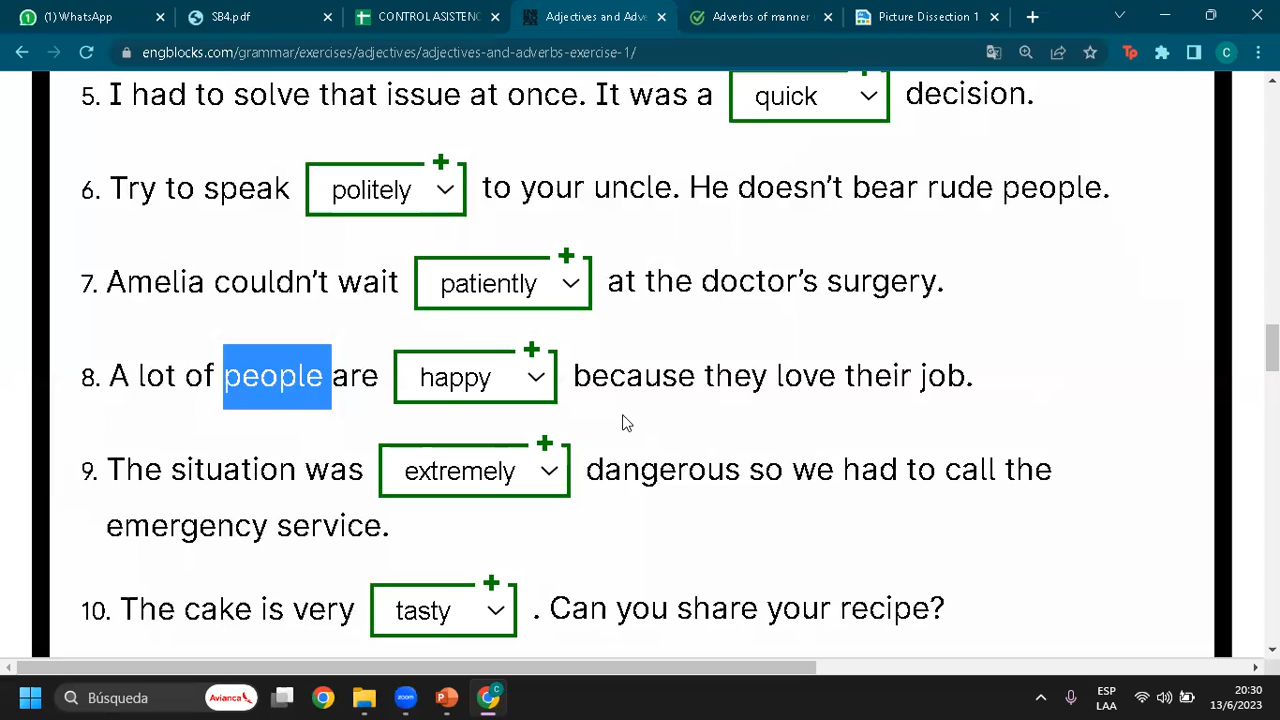 (1) WhatsApp
SB4.pdf
CONTROL ASISTENC
Adjectives and Adve
Adverbs of manner
Picture Dissection 1
engblocks.com/grammar/exercises/adjectives/adjectives-and-adverbs-exercise-1/
Tp
C
5. I had to solve that issue at once. It was a quick decision.
6. Try to speak politely to your uncle. He doesn't bear rude people.
7. Amelia couldn't wait patiently at the doctor's surgery.
8. A lot of people are happy because they love their job.
9. The situation was extremely dangerous so we had to call the
emergency service.
10. The cake is very tasty . Can you share your recipe?
Búsqueda
Avianca
zoom
P
C
ESP
LAA
20:30
13/6/2023